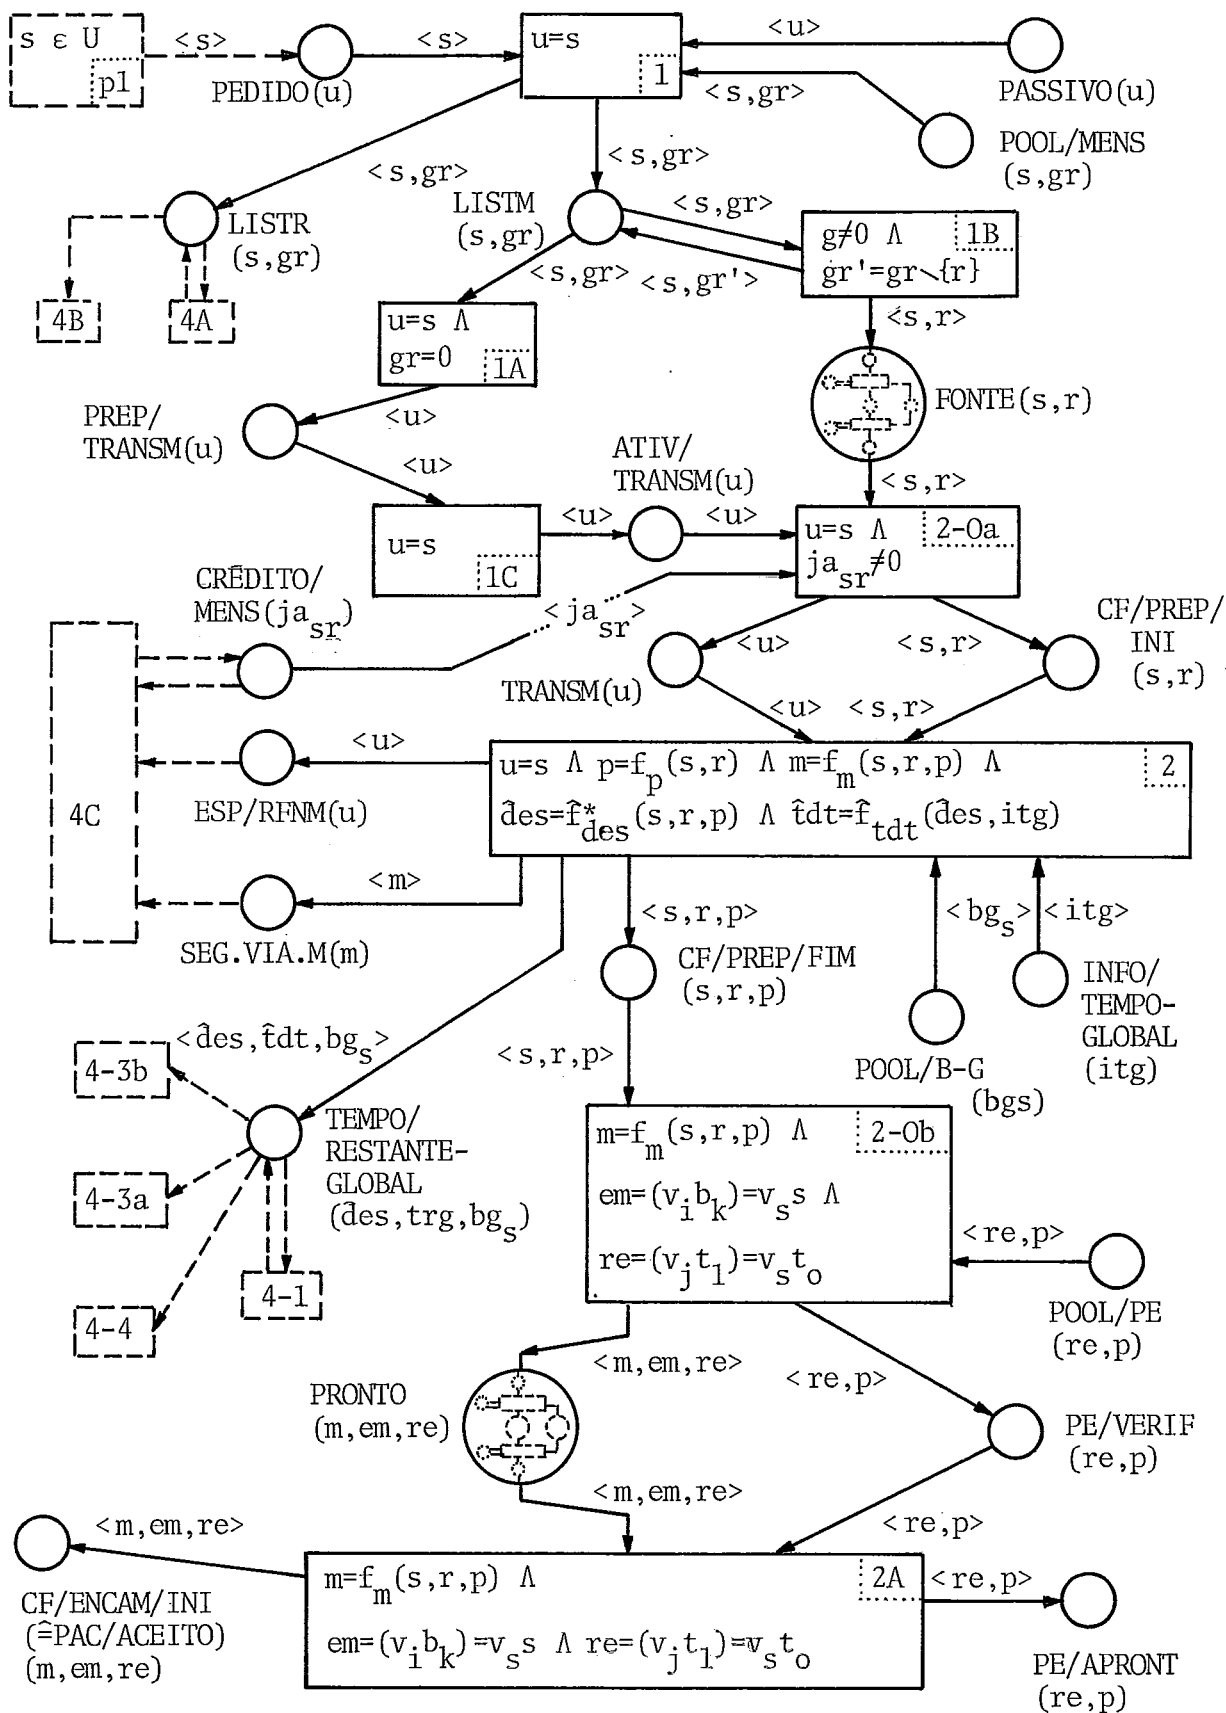 s ε U
p1
<s>
PEDIDO(u)
<s>
u=s
1
<u>
PASSIVO(u)
<s,gr>
POOL/MENS
(s,gr)
<s,gr>
LISTR
(s,gr)
4B
4A
<s,gr>
LISTM
(s,gr)
<s,gr>
<s,gr'>
g≠0 Λ
gr'=gr∖{r}
1B
<s,gr>
u=s Λ
gr=0
1A
<s,r>
FONTE(s,r)
<u>
PREP/
TRANSM(u)
<u>
ATIV/
TRANSM(u)
<s,r>
u=s
1C
<u>
<u>
u=s Λ
ja_sr≠0
2-Oa
CRÉDITO/
MENS(ja_sr)
<ja_sr>
<u>
TRANSM(u)
<s,r>
CF/PREP/
INI
(s,r)
<u>
<s,r>
4C
<u>
ESP/RFNM(u)
u=s Λ p=f_p(s,r) Λ m=f_m(s,r,p) Λ
d̂es=f̂*_des(s,r,p) Λ t̂dt=f̂_tdt(d̂es,itg)
2
<m>
SEG.VIA.M(m)
<s,r,p>
CF/PREP/FIM
(s,r,p)
<bg_s>
<itg>
INFO/
TEMPO-
GLOBAL
(itg)
POOL/B-G
(bgs)
<d̂es,t̂dt,bg_s>
4-3b
4-3a
4-4
4-1
TEMPO/
RESTANTE-
GLOBAL
(d̂es,trg,bg_s)
<s,r,p>
m=f_m(s,r,p) Λ
em=(v_i b_k)=v_s s Λ
re=(v_j t_l)=v_s t_o
2-Ob
<re,p>
POOL/PE
(re,p)
<m,em,re>
PRONTO
(m,em,re)
<re,p>
PE/VERIF
(re,p)
<m,em,re>
<re,p>
<m,em,re>
CF/ENCAM/INI
(≙PAC/ACEITO)
(m,em,re)
m=f_m(s,r,p) Λ
em=(v_i b_k)=v_s s Λ re=(v_j t_l)=v_s t_o
2A
<re,p>
PE/APRONT
(re,p)